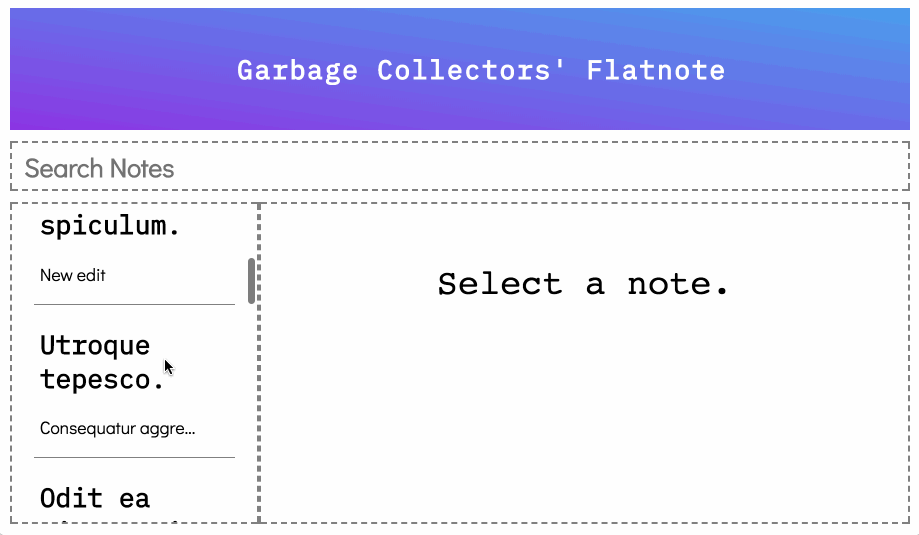 Garbage Collectors' Flatnote
Search Notes
spiculum.
New edit
Select a note.
Utroque
tepesco.
Consequatur aggre...
Odit ea